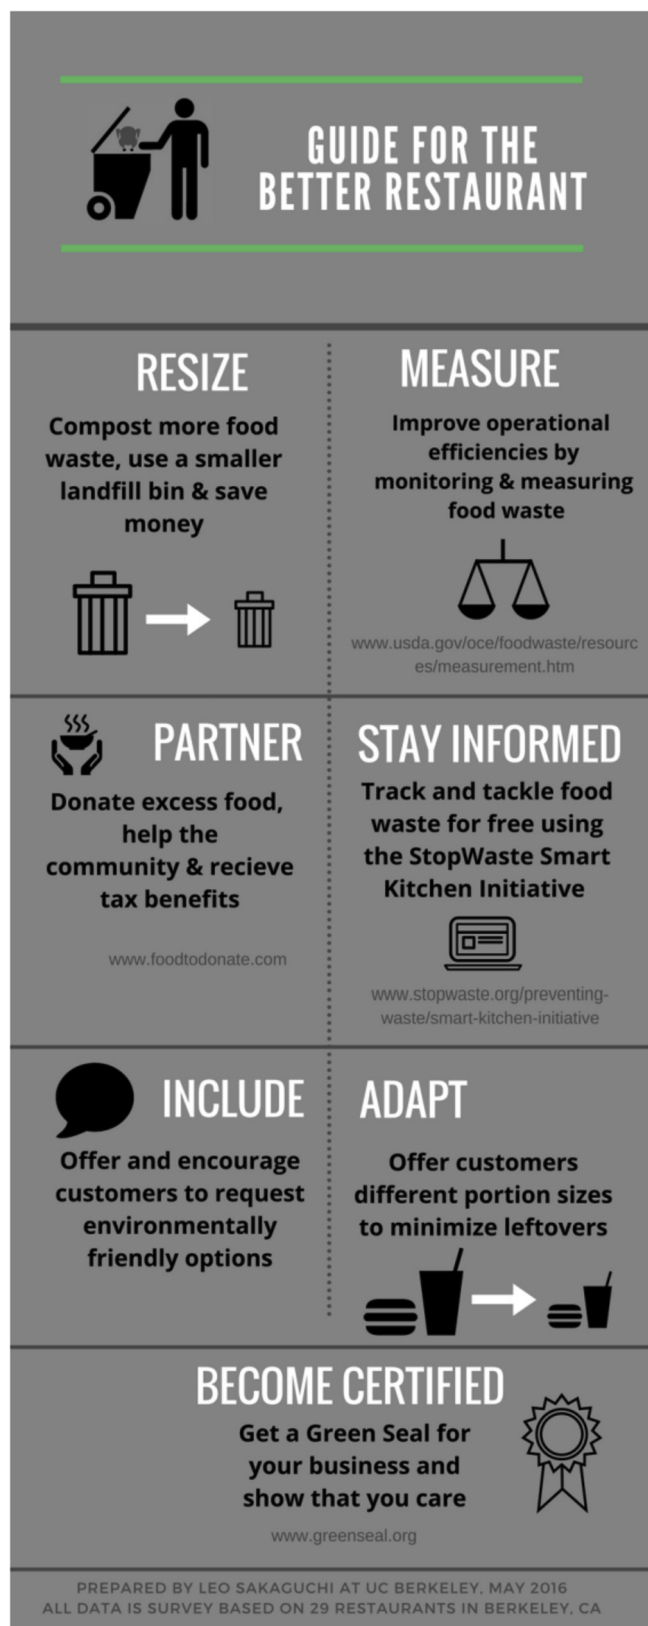 GUIDE FOR THE
BETTER RESTAURANT
RESIZE
Compost more food
waste, use a smaller
landfill bin & save
money
MEASURE
Improve operational
efficiencies by
monitoring & measuring
food waste
www.usda.gov/oce/foodwaste/resourc
es/measurement.htm
PARTNER
Donate excess food,
help the
community & recieve
tax benefits
www.foodtodonate.com
STAY INFORMED
Track and tackle food
waste for free using
the StopWaste Smart
Kitchen Initiative
www.stopwaste.org/preventing-
waste/smart-kitchen-initiative
INCLUDE
Offer and encourage
customers to request
environmentally
friendly options
ADAPT
Offer customers
different portion sizes
to minimize leftovers
BECOME CERTIFIED
Get a Green Seal for
your business and
show that you care
www.greenseal.org
PREPARED BY LEO SAKAGUCHI AT UC BERKELEY, MAY 2016
ALL DATA IS SURVEY BASED ON 29 RESTAURANTS IN BERKELEY, CA